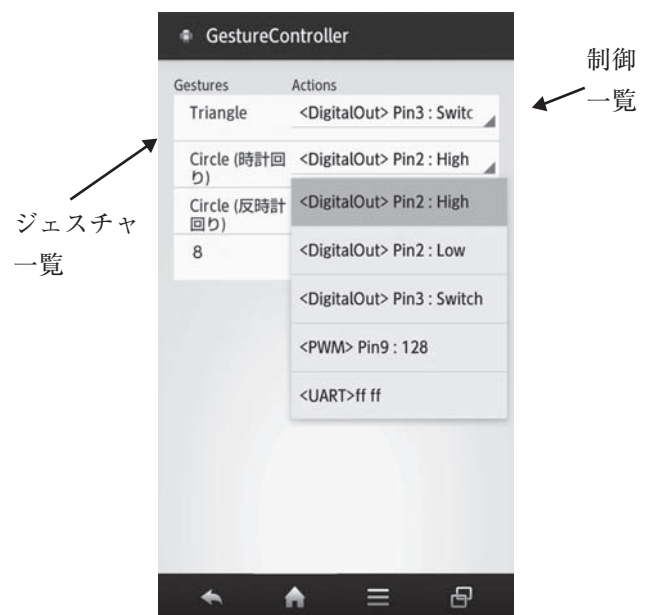 GestureController
制御
一覧
Gestures Actions
Triangle <DigitalOut> Pin3 : Switc
Circle (時計回
り)
<DigitalOut> Pin2 : High
Circle (反時計
回り)
8
<DigitalOut> Pin2 : High
<DigitalOut> Pin2 : Low
<DigitalOut> Pin3 : Switch
<PWM> Pin9 : 128
<UART>ff ff
ジェスチャ
一覧